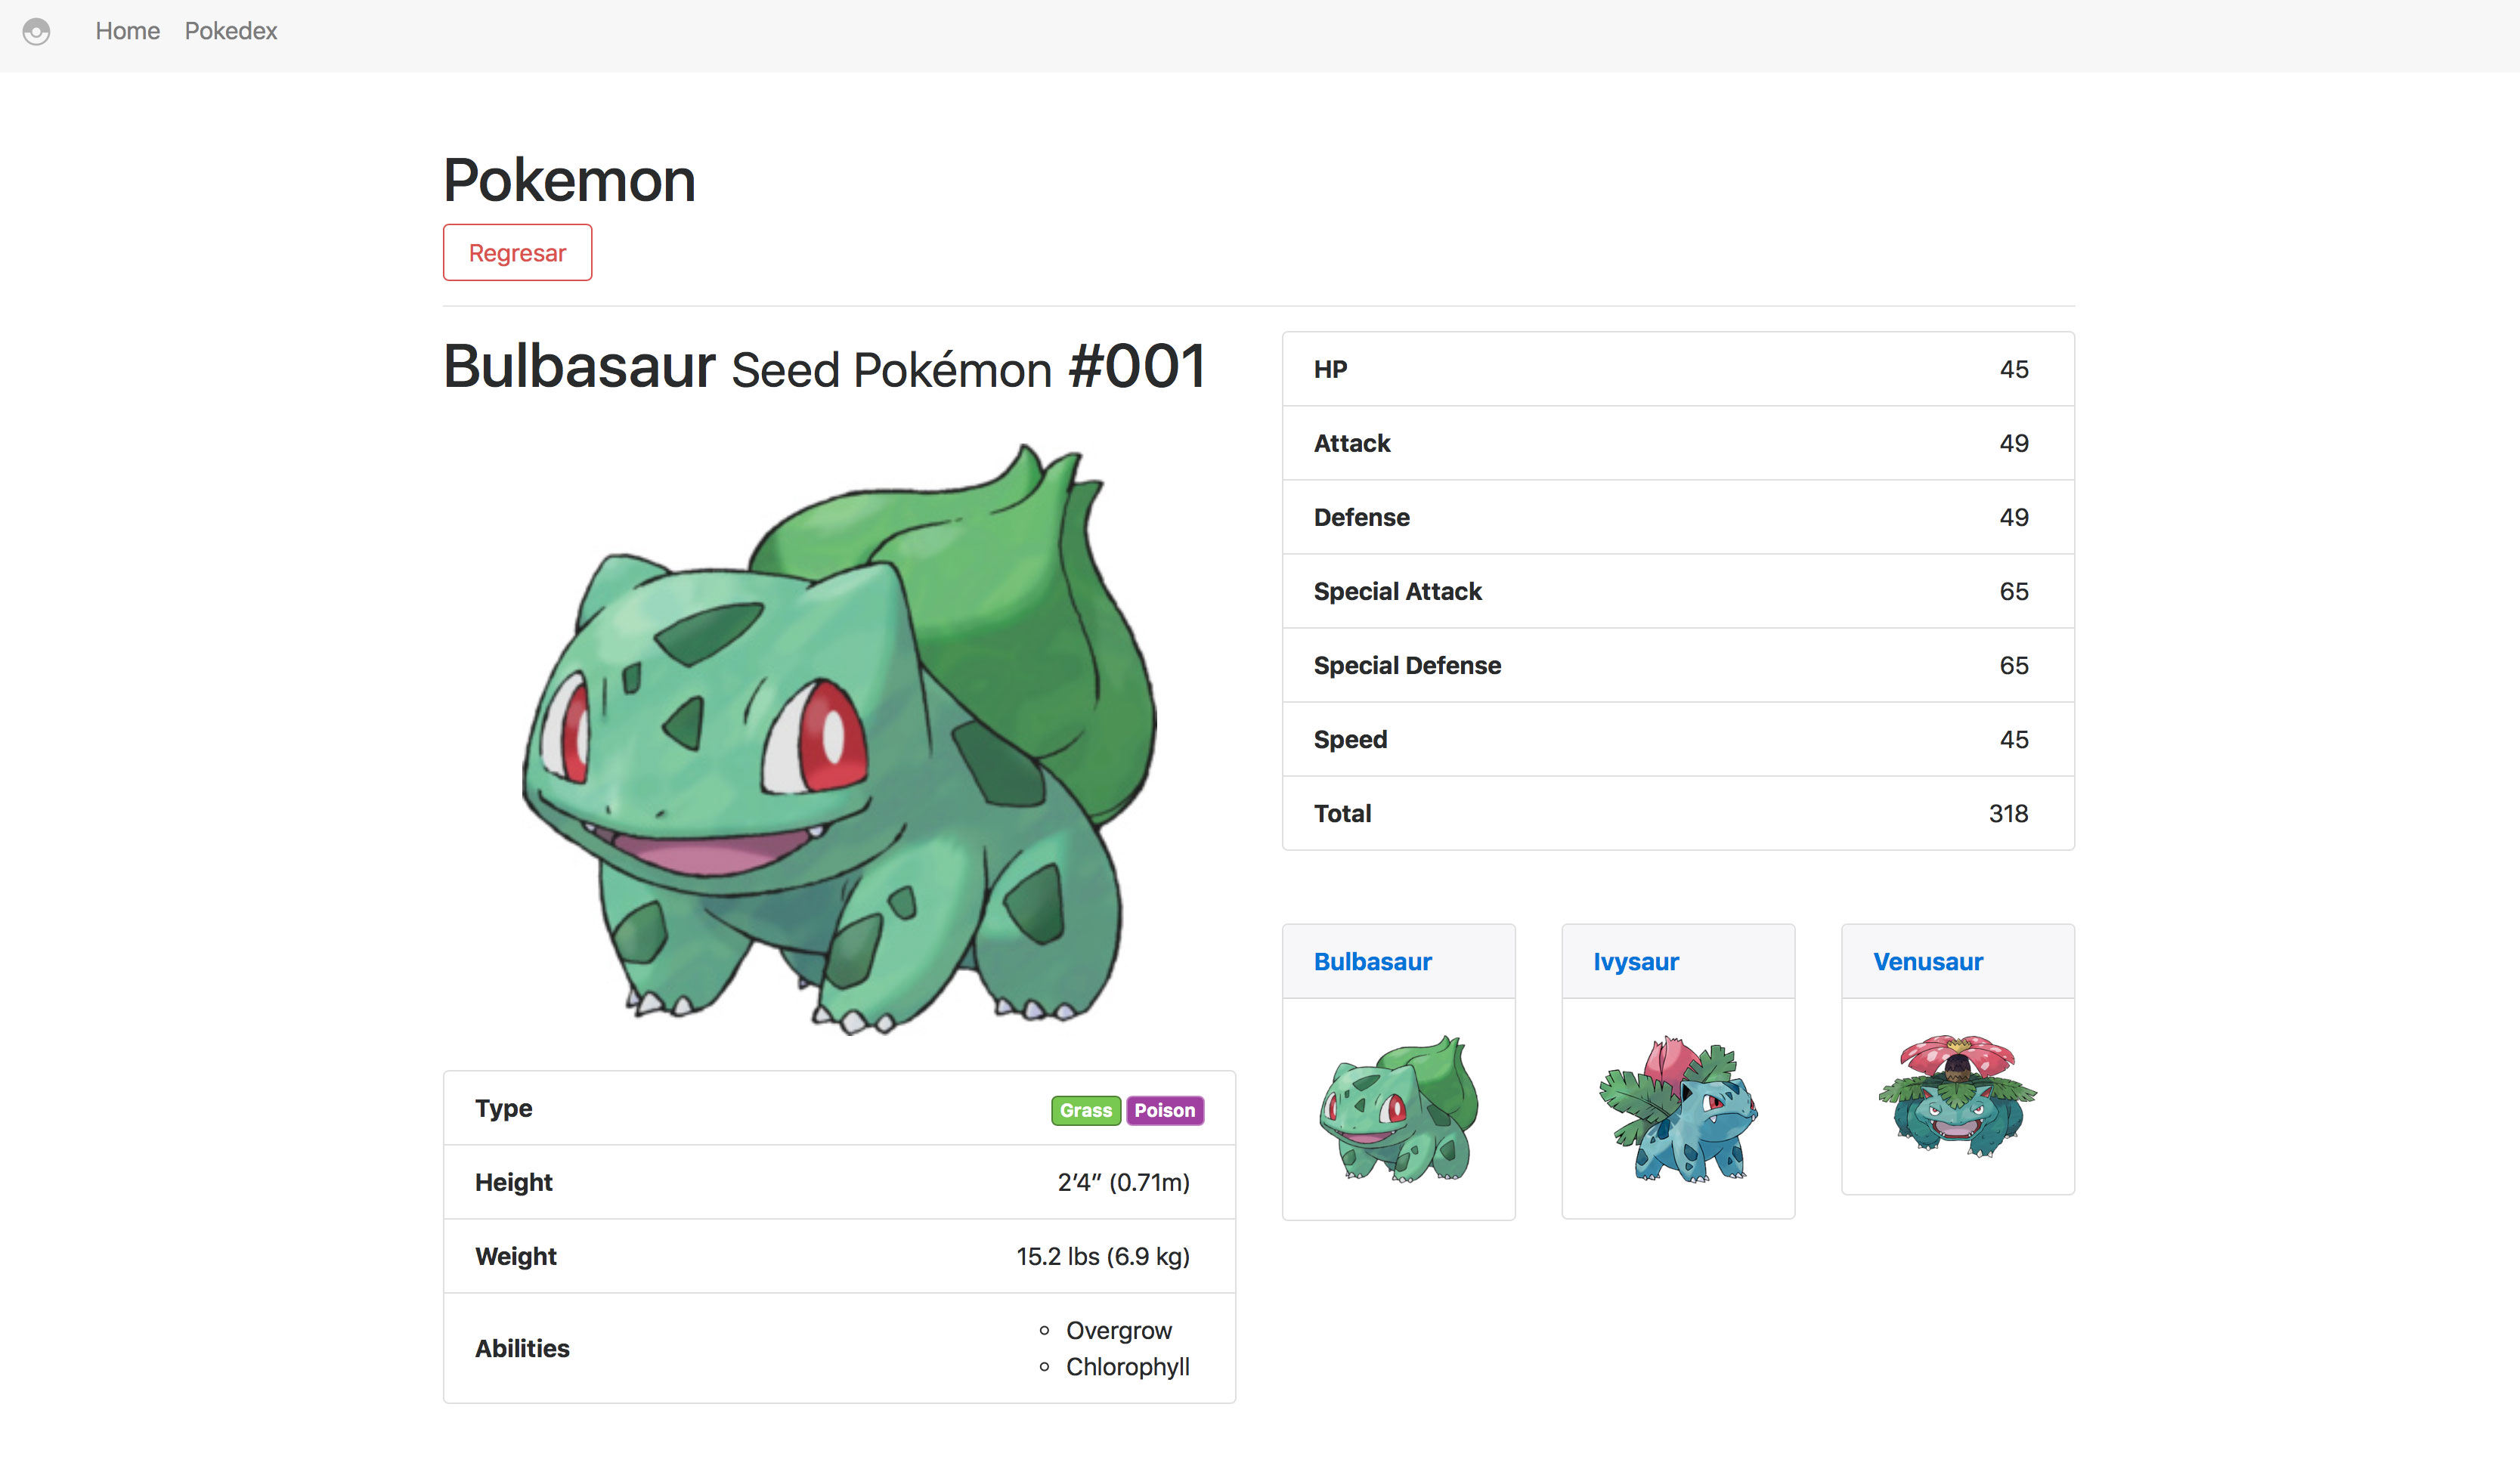 Home Pokedex
Pokemon
Regresar
Bulbasaur Seed Pokémon #001
Type Grass Poison
Height 2‘4” (0.71m)
Weight 15.2 lbs (6.9 kg)
Abilities
Overgrow
Chlorophyll
HP 45
Attack 49
Defense 49
Special Attack 65
Special Defense 65
Speed 45
Total 318
Bulbasaur
Ivysaur
Venusaur